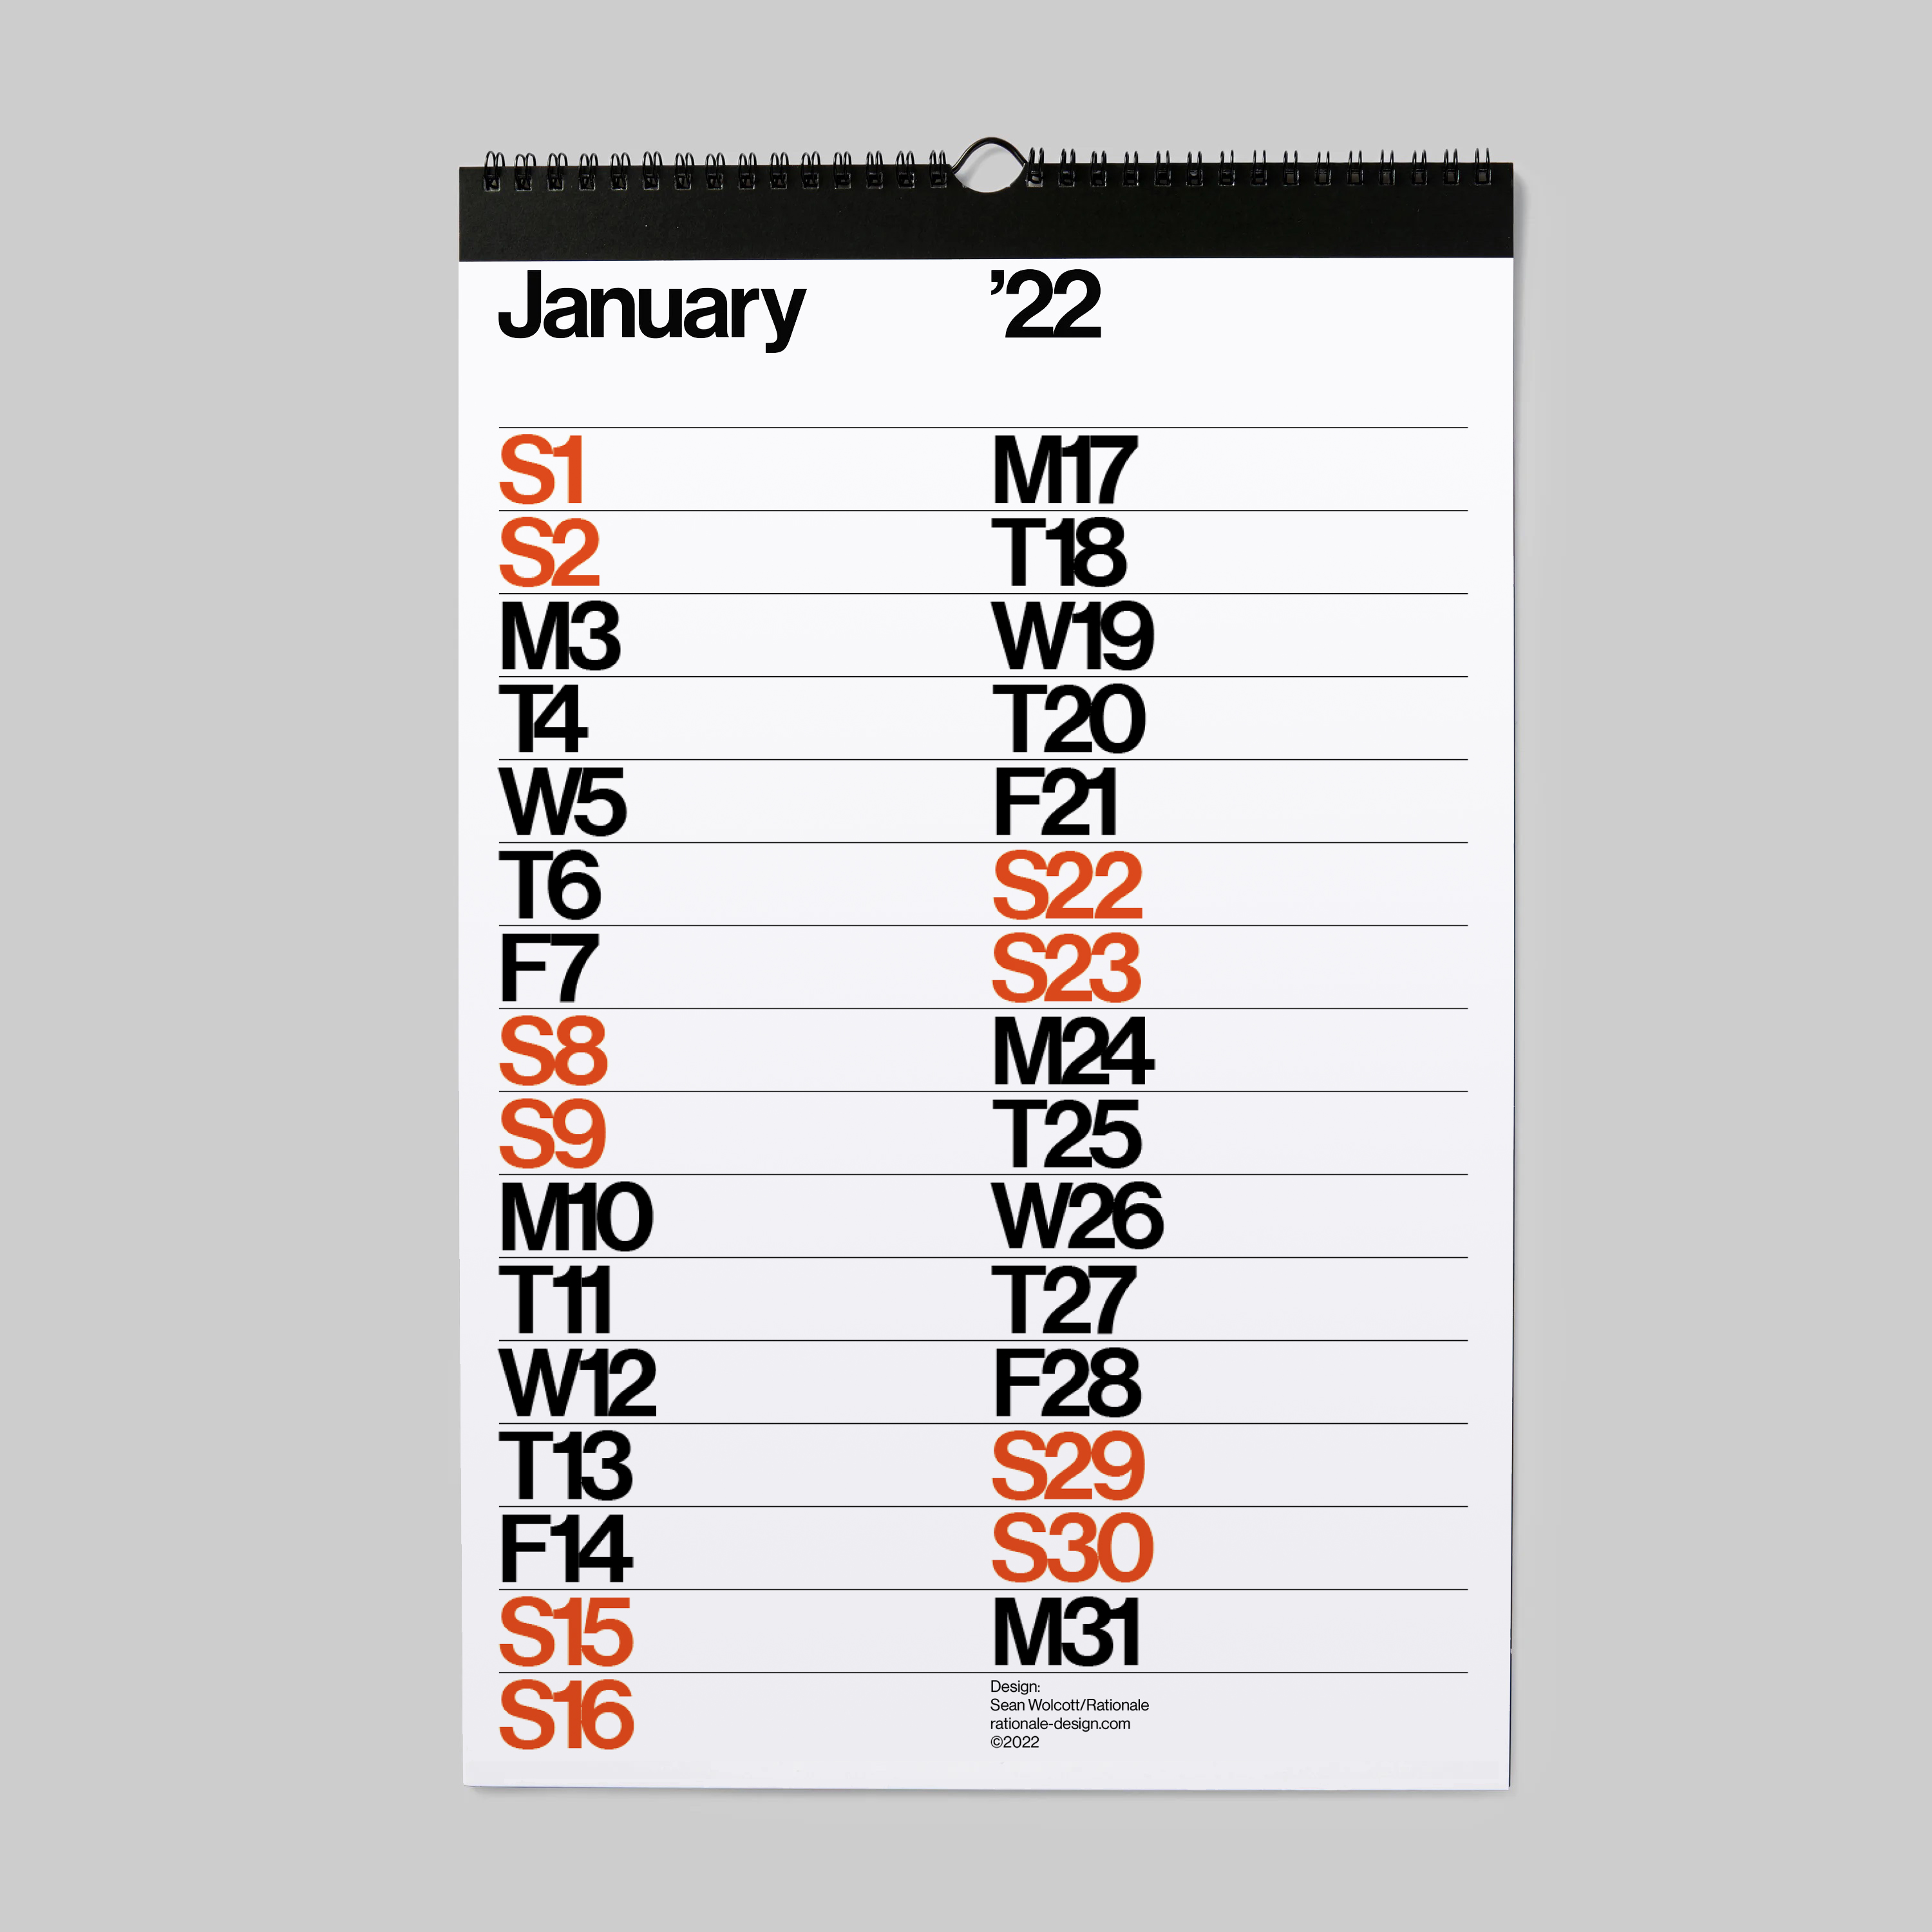 January ’22
S1
S2
M3
T4
W5
T6
F7
S8
S9
M10
T11
W12
T13
F14
S15
S16
M17
T18
W19
T20
F21
S22
S23
M24
T25
W26
T27
F28
S29
S30
M31
Design:
Sean Wolcott/Rationale
rationale-design.com
©2022